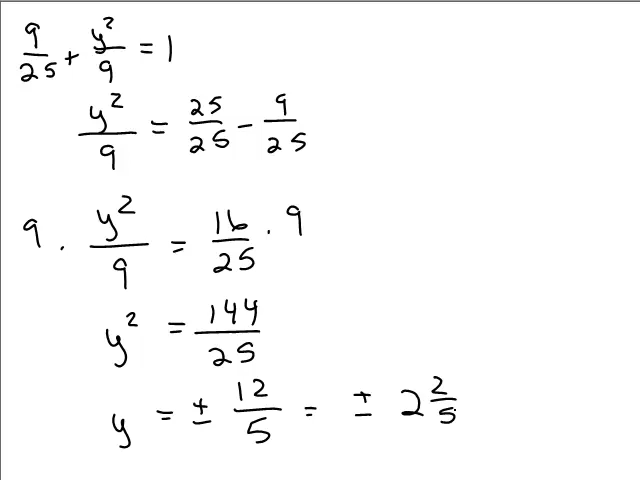 9/25 + y²/9 = 1
y²/9 = 25/25 - 9/25
9 · y²/9 = 16/25 · 9
y² = 144/25
y = ± 12/5 = ± 2 2/5